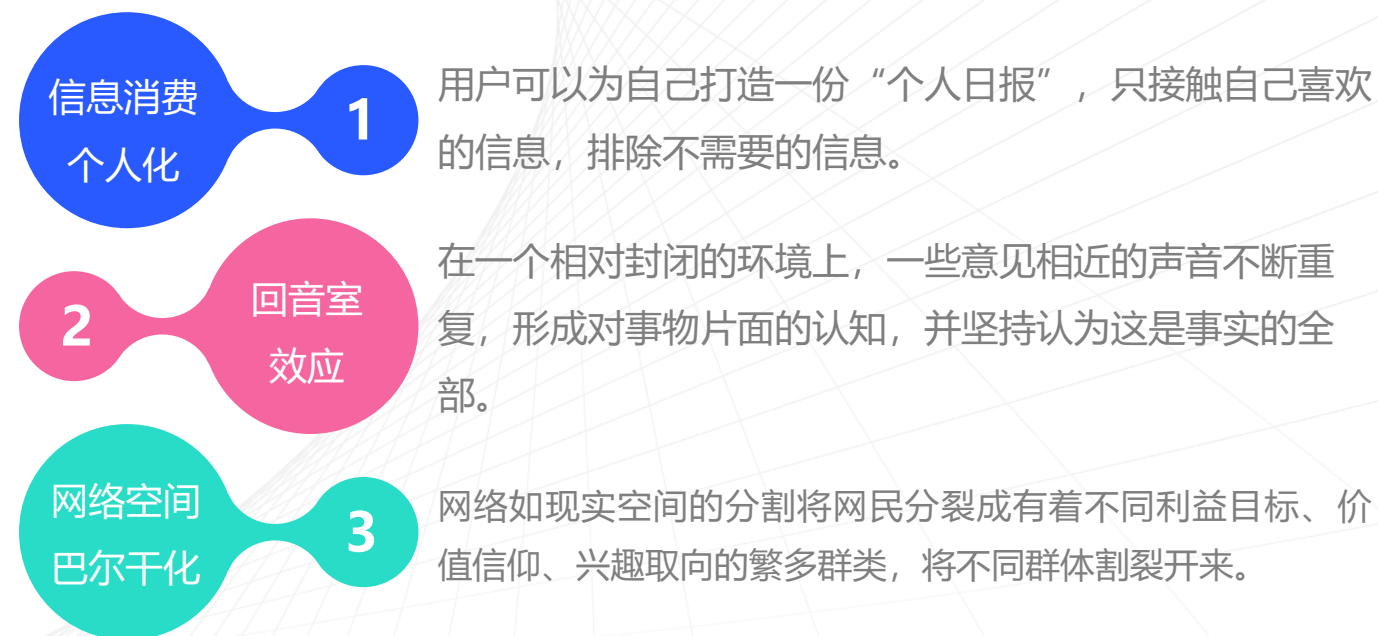 信息消费
个人化
1
用户可以为自己打造一份“个人日报”，只接触自己喜欢
的信息，排除不需要的信息。
2
回音室
效应
在一个相对封闭的环境上，一些意见相近的声音不断重
复，形成对事物片面的认知，并坚持认为这是事实的全
部。
网络空间
巴尔干化
3
网络如现实空间的分割将网民分裂成有着不同利益目标、价
值信仰、兴趣取向的繁多群类，将不同群体割裂开来。